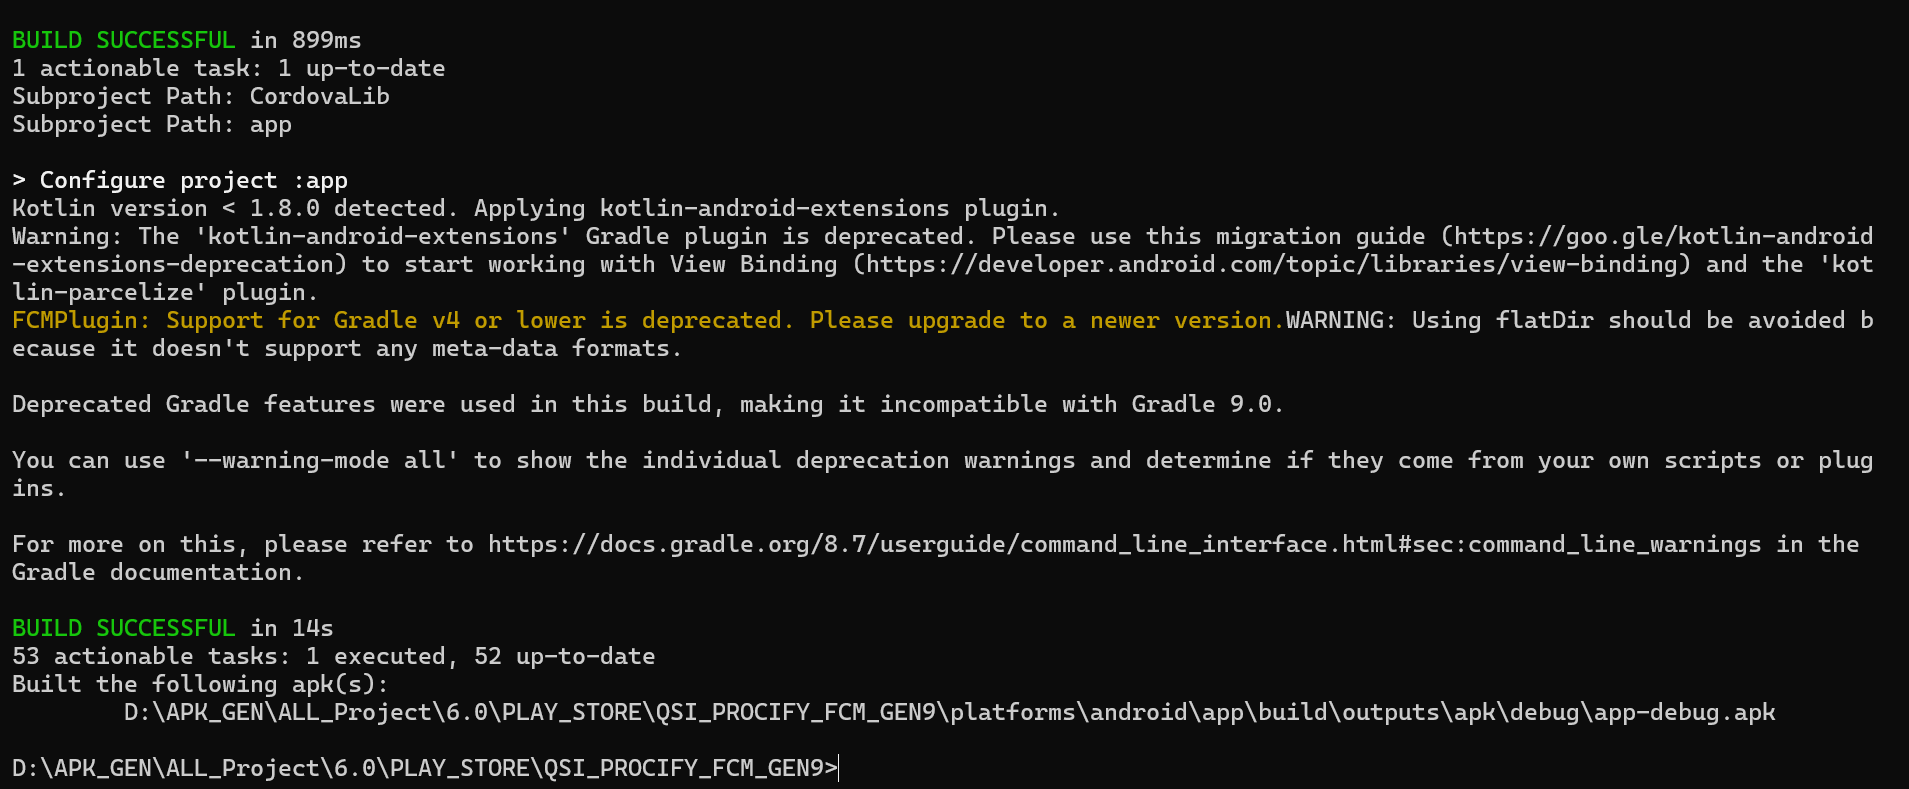 BUILD SUCCESSFUL in 899ms
1 actionable task: 1 up-to-date
Subproject Path: CordovaLib
Subproject Path: app
> Configure project :app
Kotlin version < 1.8.0 detected. Applying kotlin-android-extensions plugin.
Warning: The 'kotlin-android-extensions' Gradle plugin is deprecated. Please use this migration guide (https://goo.gle/kotlin-android
-extensions-deprecation) to start working with View Binding (https://developer.android.com/topic/libraries/view-binding) and the 'kot
lin-parcelize' plugin.
FCMPlugin: Support for Gradle v4 or lower is deprecated. Please upgrade to a newer version.WARNING: Using flatDir should be avoided b
ecause it doesn't support any meta-data formats.
Deprecated Gradle features were used in this build, making it incompatible with Gradle 9.0.
You can use '--warning-mode all' to show the individual deprecation warnings and determine if they come from your own scripts or plug
ins.
For more on this, please refer to https://docs.gradle.org/8.7/userguide/command_line_interface.html#sec:command_line_warnings in the
Gradle documentation.
BUILD SUCCESSFUL in 14s
53 actionable tasks: 1 executed, 52 up-to-date
Built the following apk(s):
D:\APK_GEN\ALL_Project\6.0\PLAY_STORE\QSI_PROCIFY_FCM_GEN9\platforms\android\app\build\outputs\apk\debug\app-debug.apk
D:\APK_GEN\ALL_Project\6.0\PLAY_STORE\QSI_PROCIFY_FCM_GEN9>